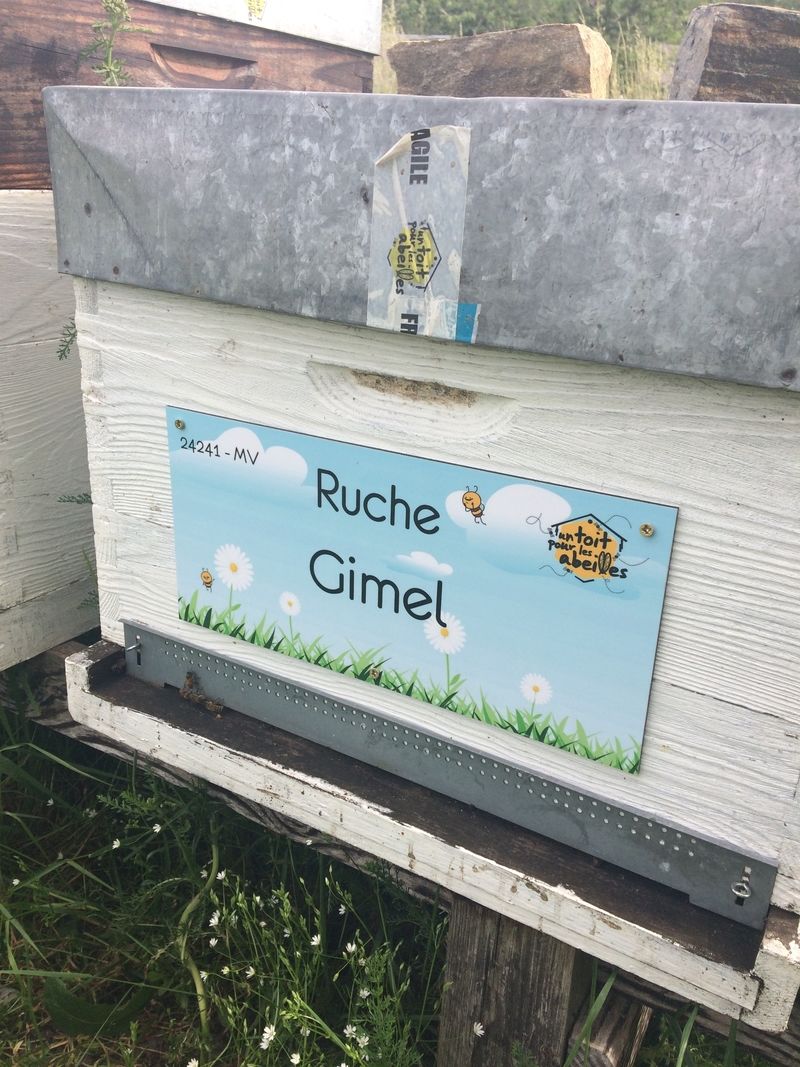 AGILE
un toit
pour les
abeilles
FR
24241 - MV
Ruche
Gimel
un toit
pour les
abeilles